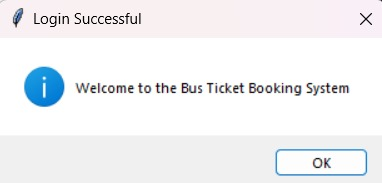 Login Successful
Welcome to the Bus Ticket Booking System
OK